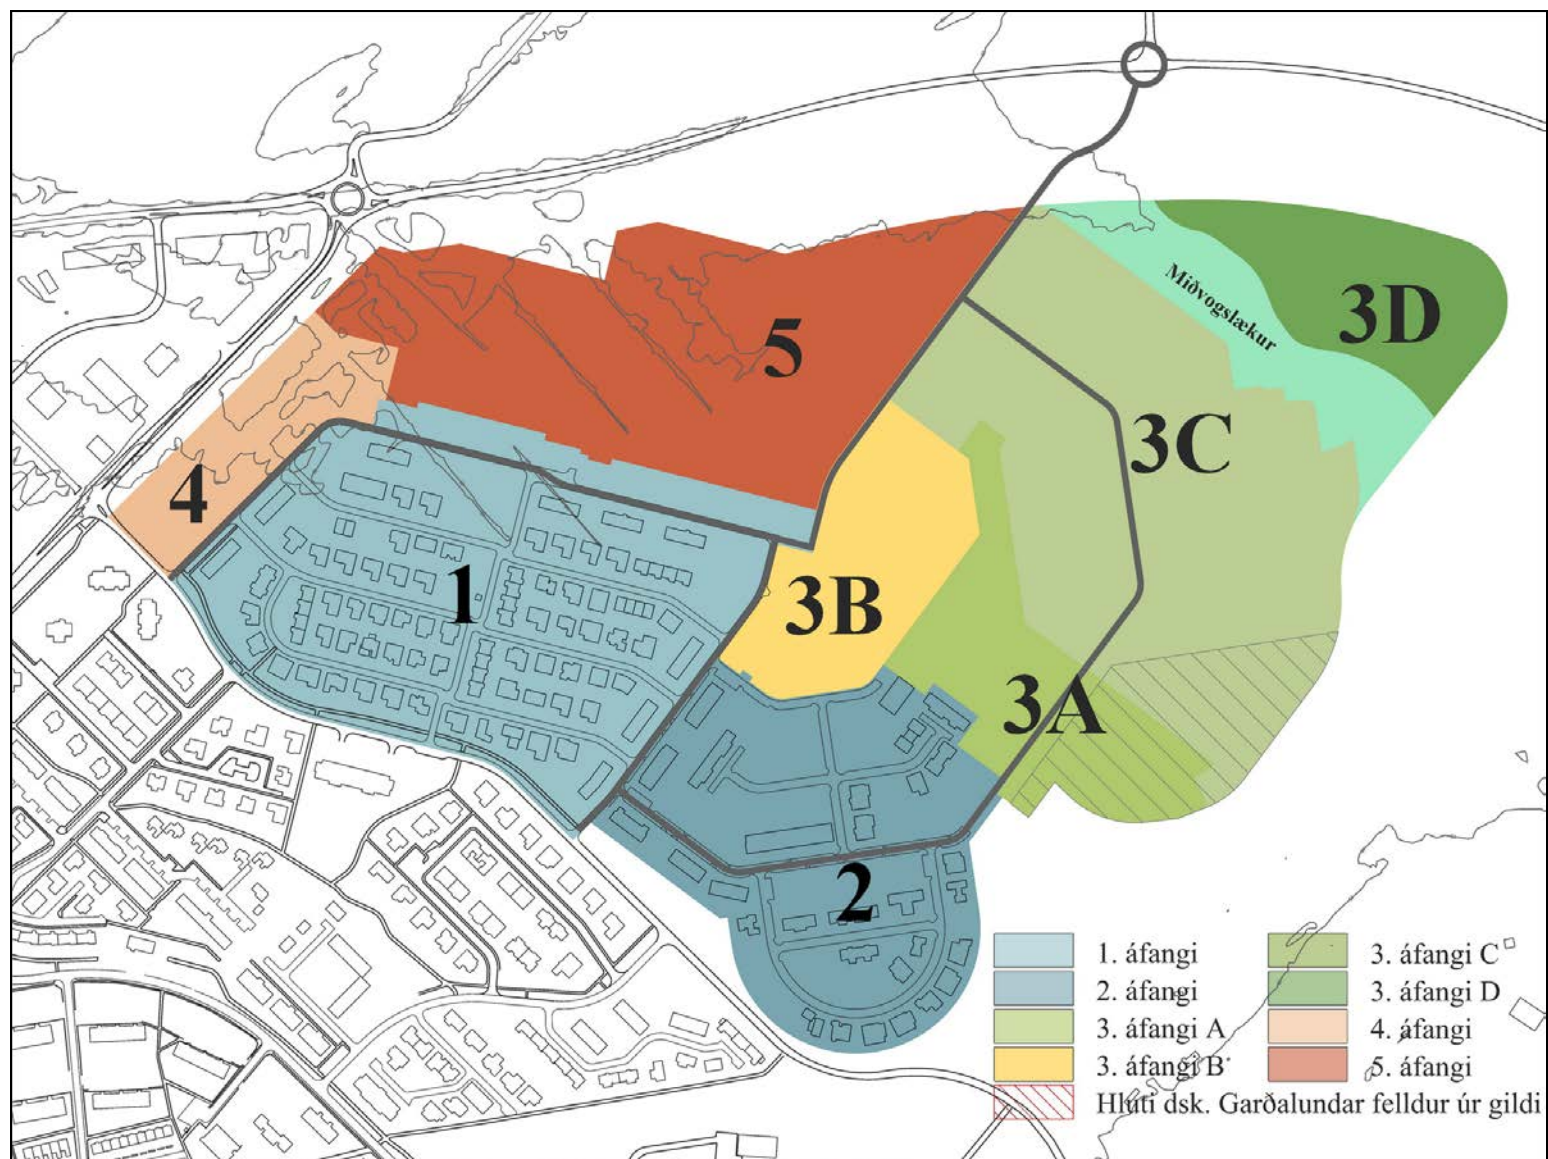 5
3D
Miðvogslækur
3C
4
1
3B
3A
2
1. áfangi
2. áfangi
3. áfangi A
3. áfangi B
3. áfangi C
3. áfangi D
4. áfangi
5. áfangi
Hluti dsk. Garðalundar felldur úr gildi